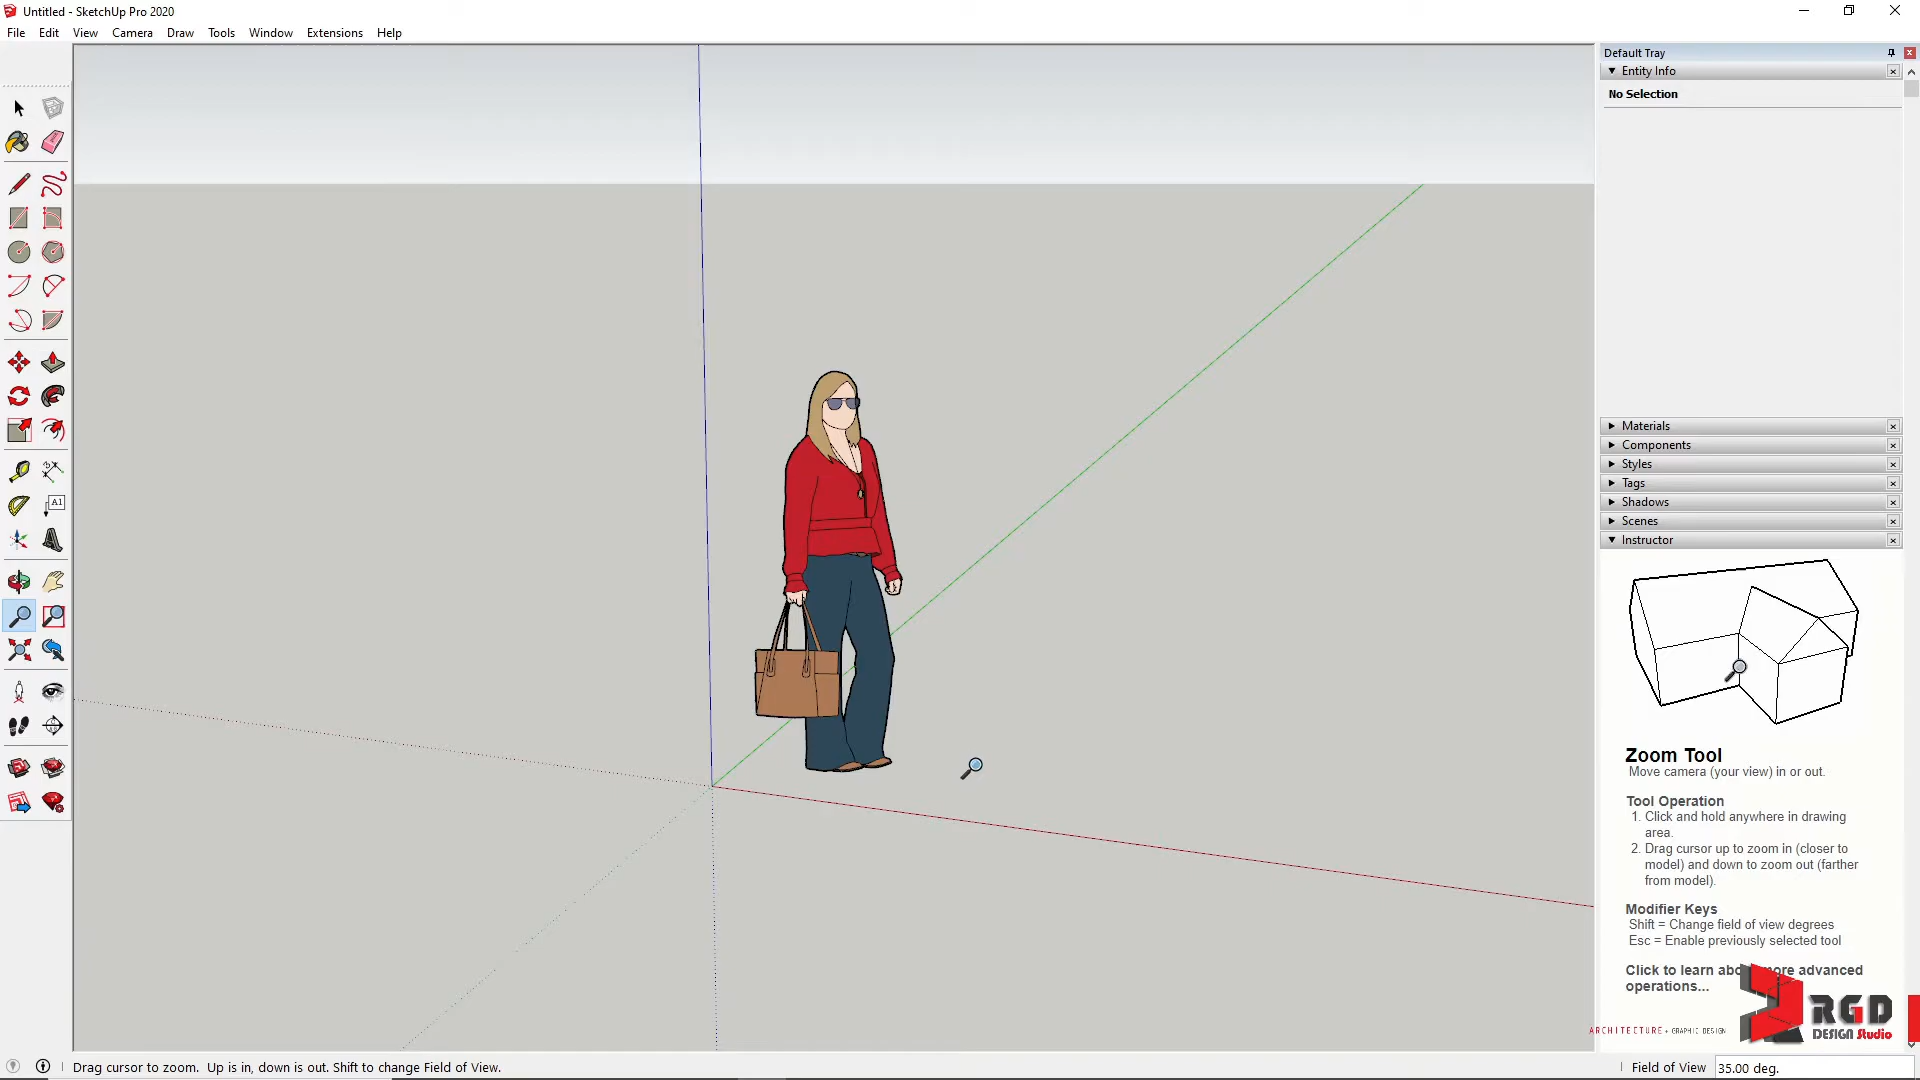 Untitled - SketchUp Pro 2020
File Edit View Camera Draw Tools Window Extensions Help
Default Tray
Entity Info
No Selection
A1
Materials
Components
Styles
Tags
Shadows
Scenes
Instructor
Zoom Tool
Move camera (your view) in or out.
Tool Operation
1. Click and hold anywhere in drawing
area.
2. Drag cursor up to zoom in (closer to
model) and down to zoom out (farther
from model).
Modifier Keys
Shift = Change field of view degrees
Esc = Enable previously selected tool
Click to learn abo ore advanced
operations...
RGD
DESIGN Studio
ARCHITECTURE + GRAPHIC DESIGN
Drag cursor to zoom. Up is in, down is out. Shift to change Field of View.
Field of View 35.00 deg.